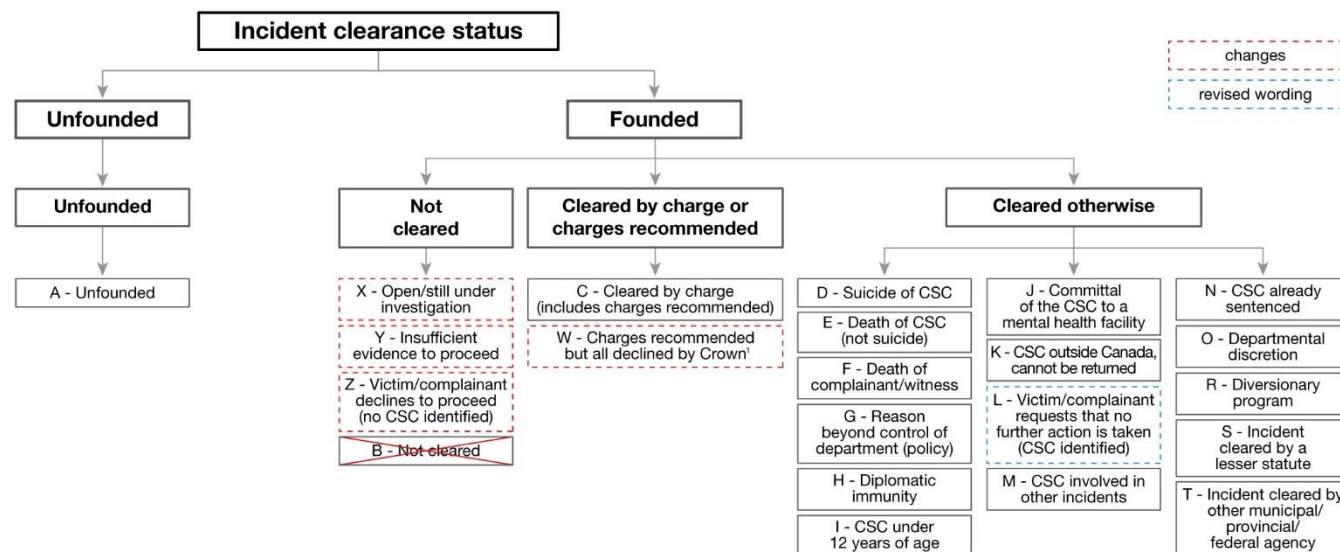 Incident clearance status
changes
revised wording
Unfounded
Founded
Unfounded
Not
cleared
Cleared by charge or
charges recommended
Cleared otherwise
A - Unfounded
X - Open/still under
investigation
Y - Insufficient
evidence to proceed
Z - Victim/complainant
declines to proceed
(no CSC identified)
B - Not cleared
C - Cleared by charge
(includes charges recommended)
W - Charges recommended
but all declined by Crown¹
D - Suicide of CSC
E - Death of CSC
(not suicide)
F - Death of
complainant/witness
G - Reason
beyond control of
department (policy)
H - Diplomatic
immunity
I - CSC under
12 years of age
J - Committal
of the CSC to a
mental health facility
K - CSC outside Canada,
cannot be returned
L - Victim/complainant
requests that no
further action is taken
(CSC identified)
M - CSC involved in
other incidents
N - CSC already
sentenced
O - Departmental
discretion
R - Diversionary
program
S - Incident
cleared by a
lesser statute
T - Incident cleared by
other municipal/
provincial/
federal agency